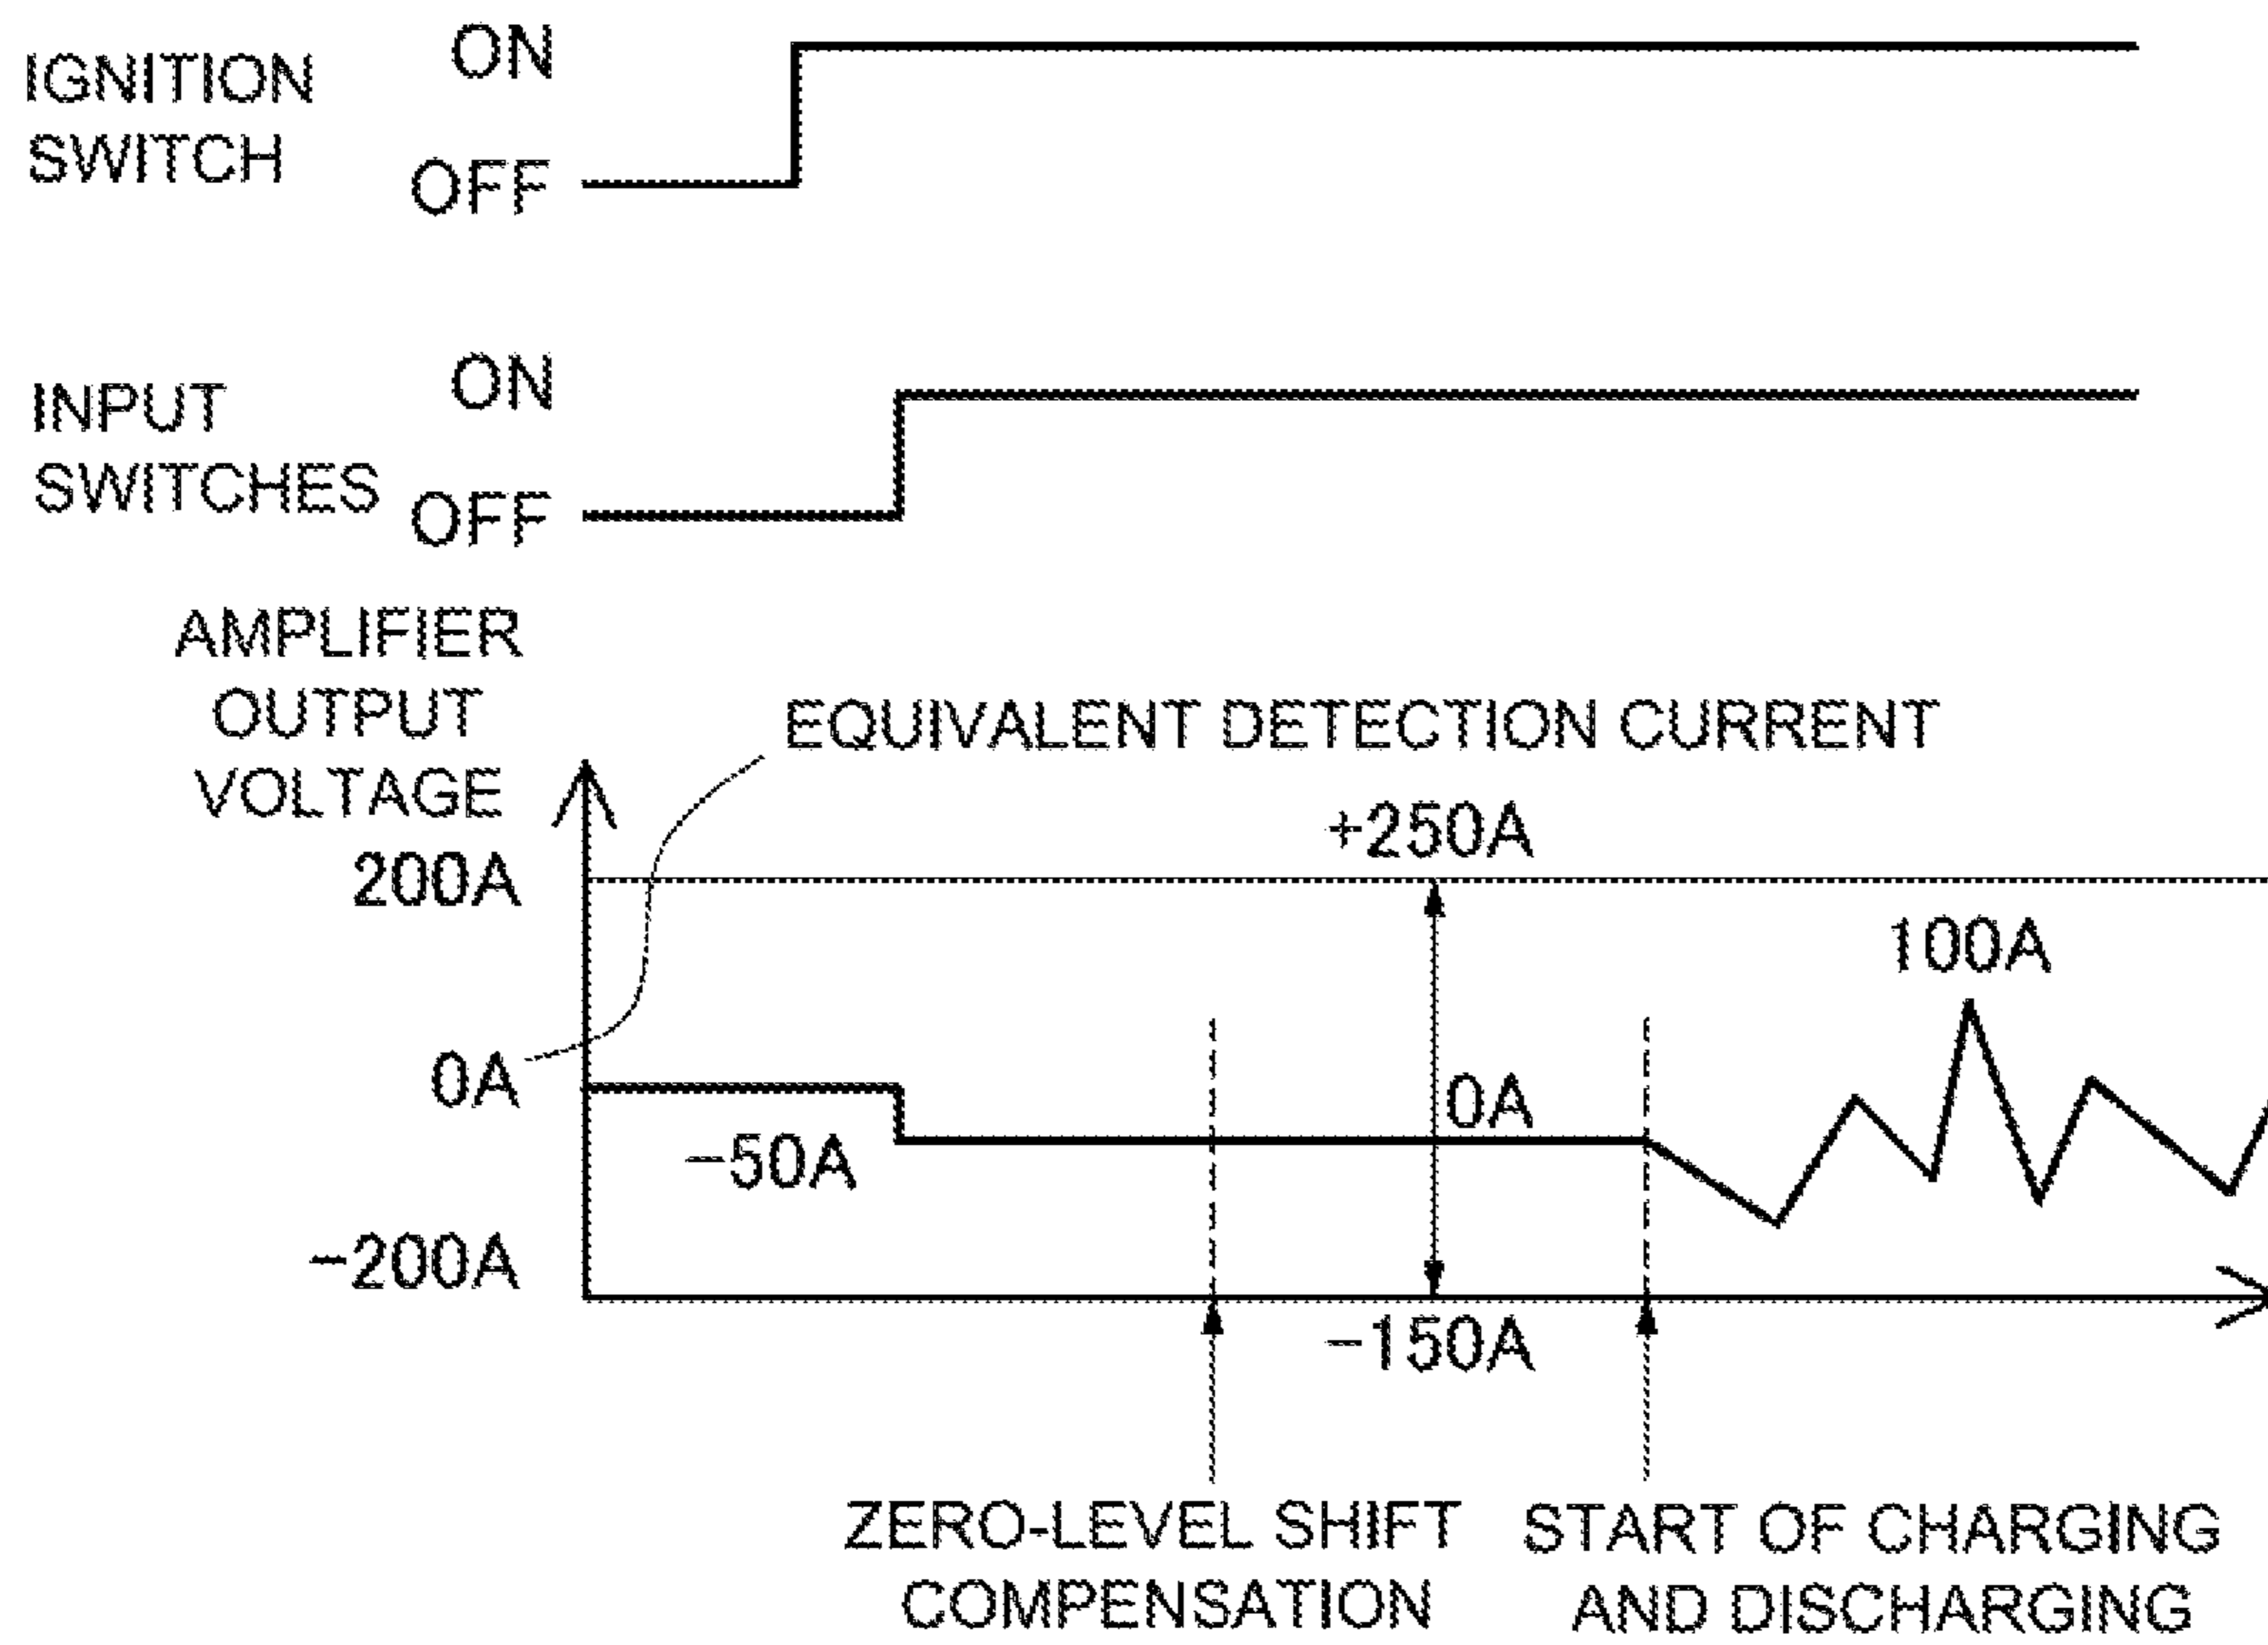 IGNITION
SWITCH
ON
OFF
INPUT
SWITCHES
ON
OFF
AMPLIFIER
OUTPUT
VOLTAGE
EQUIVALENT DETECTION CURRENT
+250A
200A
100A
0A
0A
−50A
−200A
−150A
ZERO-LEVEL SHIFT
COMPENSATION
START OF CHARGING
AND DISCHARGING